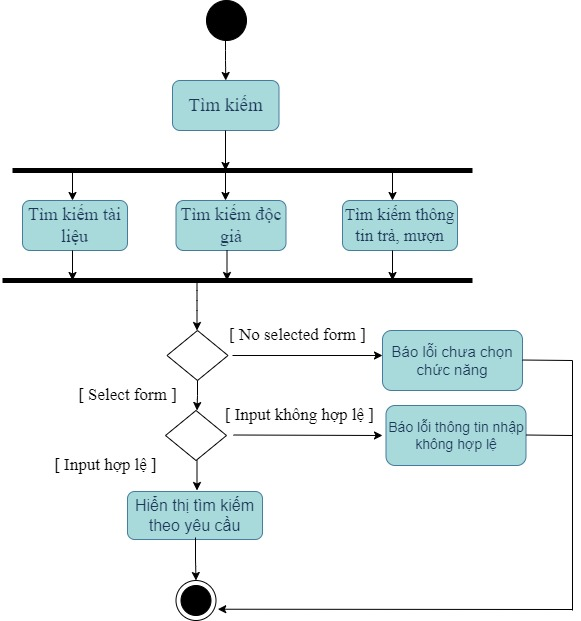 Tìm kiếm
Tìm kiếm tài
liệu
Tìm kiếm độc
giả
Tìm kiếm thông
tin trả, mượn
[ No selected form ]
Báo lỗi chưa chọn
chức năng
[ Select form ]
[ Input không hợp lệ ]
Báo lỗi thông tin nhập
không hợp lệ
[ Input hợp lệ ]
Hiển thị tìm kiếm
theo yêu cầu